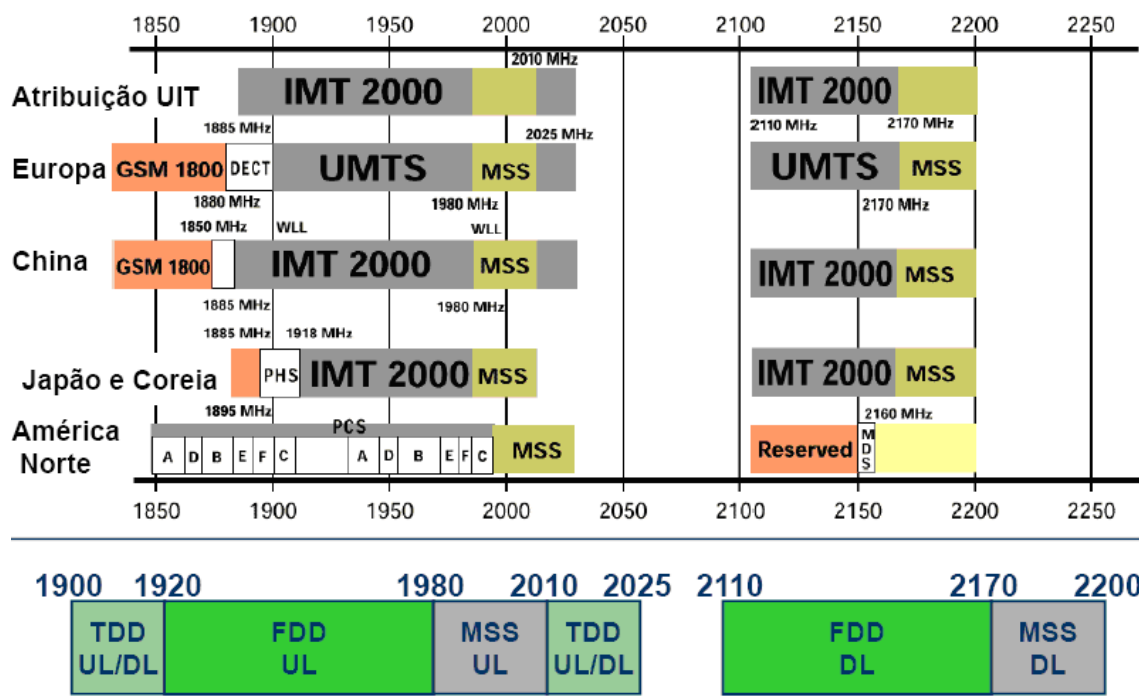 1850 1900 1950 2000 2050 2100 2150 2200 2250
2010 MHz
Atribuição UIT IMT 2000 IMT 2000
1885 MHz 2025 MHz 2110 MHz 2170 MHz
Europa GSM 1800 DECT UMTS MSS UMTS MSS
1880 MHz 1980 MHz 2170 MHz
1850 MHz WLL WLL
China GSM 1800 IMT 2000 MSS IMT 2000 MSS
1885 MHz 1980 MHz
1885 MHz 1918 MHz
Japão e Coreia PHS IMT 2000 MSS IMT 2000 MSS
1895 MHz 2160 MHz
América
Norte
PCS
A D B E F C A D B E F C MSS Reserved MDS
1850 1900 1950 2000 2050 2100 2150 2200 2250
1900 1920 1980 2010 2025 2110 2170 2200
TDD FDD MSS TDD FDD MSS
UL/DL UL UL UL/DL DL DL